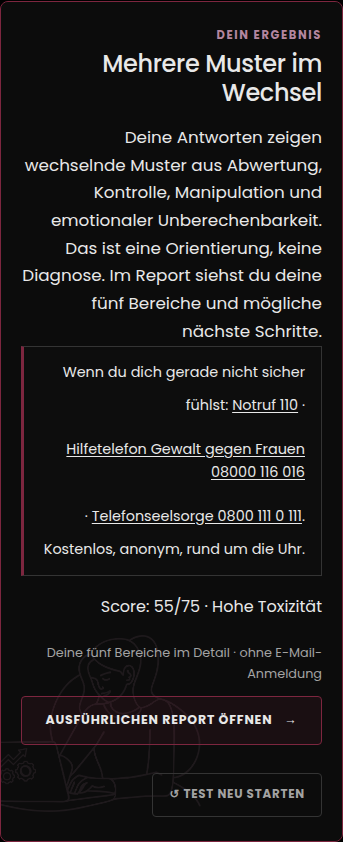 DEIN ERGEBNIS
Mehrere Muster im
Wechsel
Deine Antworten zeigen
wechselnde Muster aus Abwertung,
Kontrolle, Manipulation und
emotionaler Unberechenbarkeit.
Das ist eine Orientierung, keine
Diagnose. Im Report siehst du deine
fünf Bereiche und mögliche
nächste Schritte.
Wenn du dich gerade nicht sicher
fühlst: Notruf 110 ·
Hilfetelefon Gewalt gegen Frauen
08000 116 016
· Telefonseelsorge 0800 111 0 111.
Kostenlos, anonym, rund um die Uhr.
Score: 55/75 · Hohe Toxizität
Deine fünf Bereiche im Detail · ohne E-Mail-
Anmeldung
AUSFÜHRLICHEN REPORT ÖFFNEN →
↺ TEST NEU STARTEN